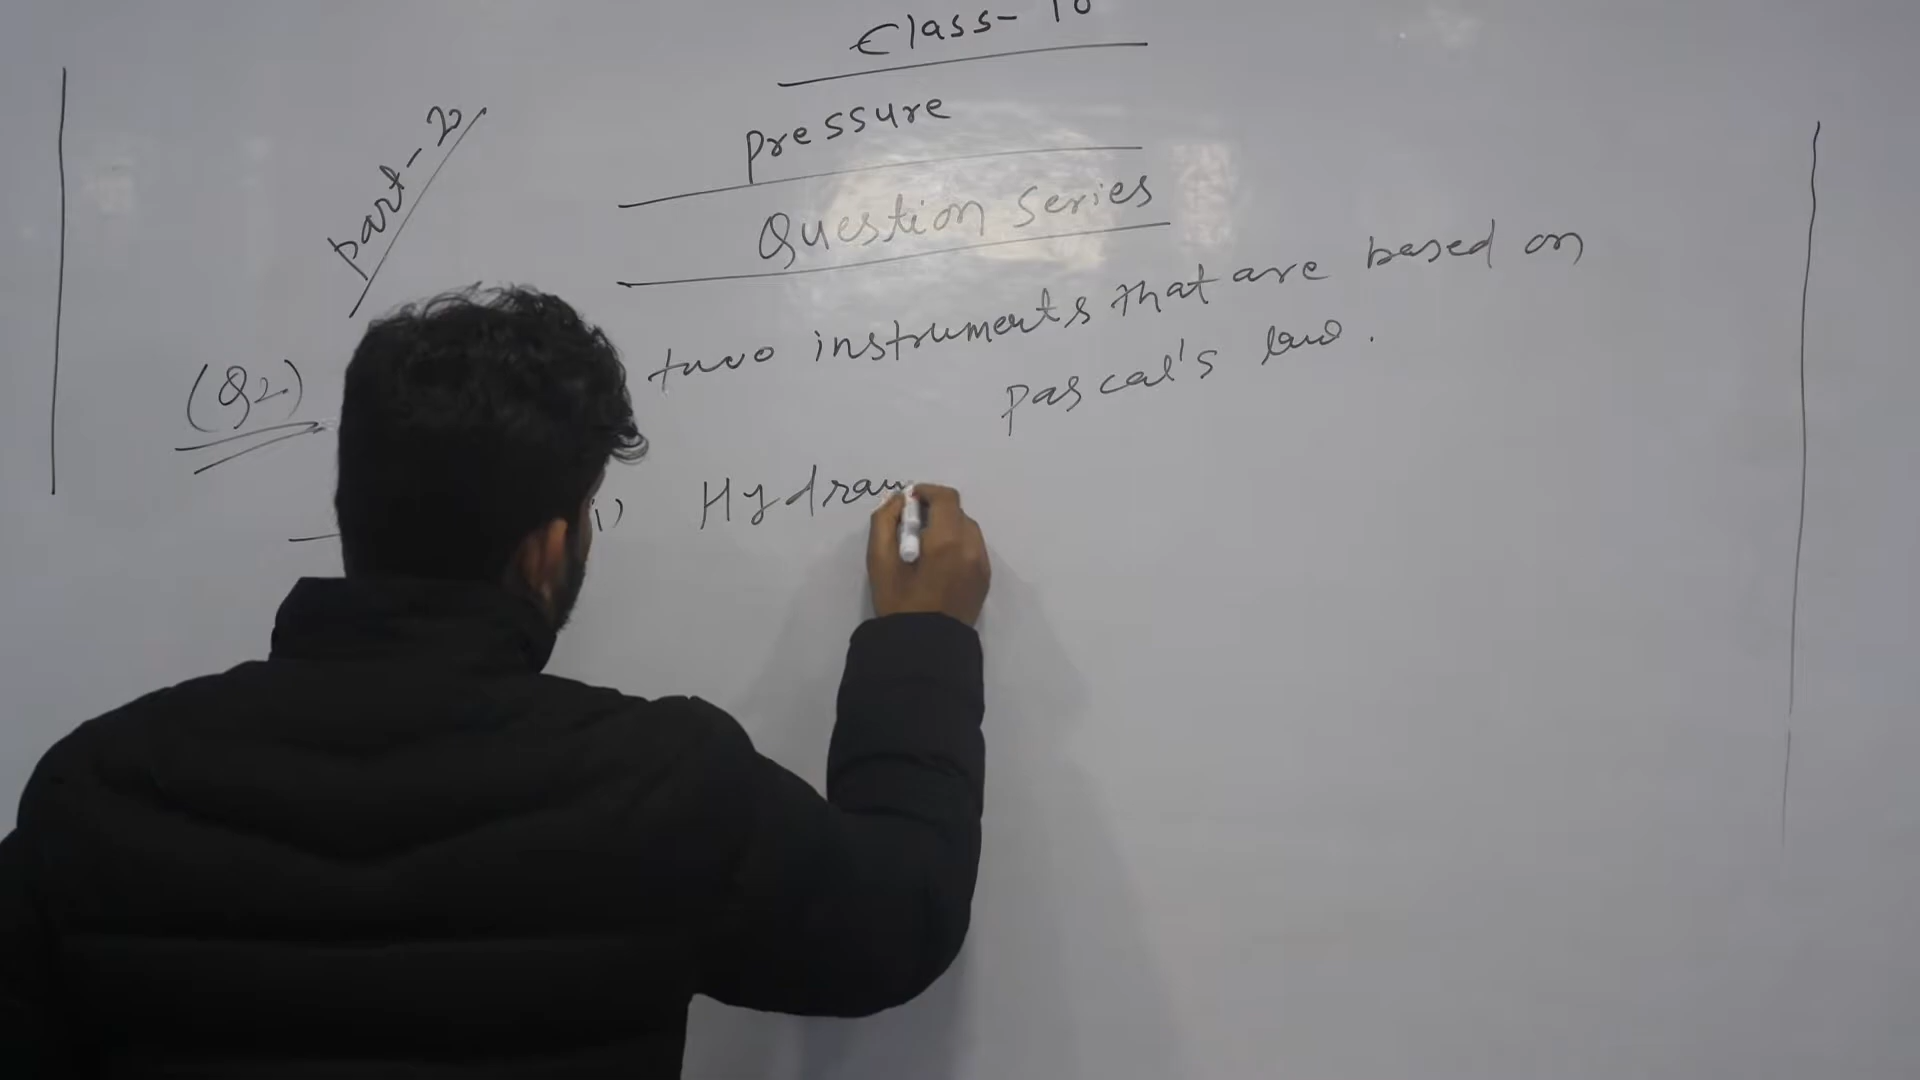 Class-10
Pressure
Part-2
Question Series
(Q2) two instruments that are based on
Pascal's law.
i) Hydrau